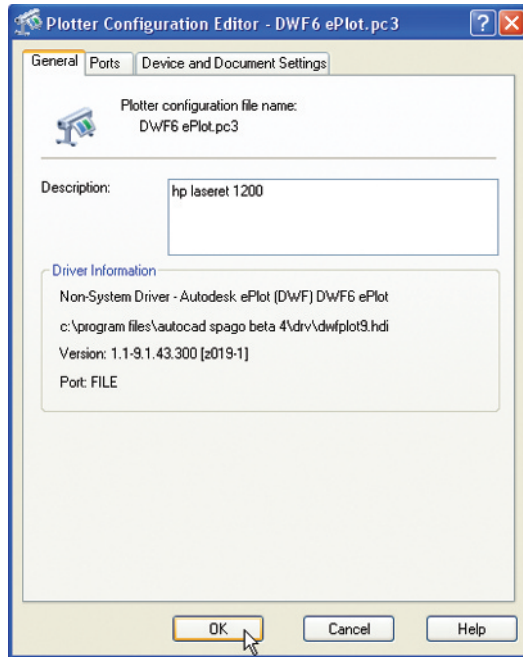 Plotter Configuration Editor - DWF6 ePlot.pc3
General Ports Device and Document Settings
Plotter configuration file name:
DWF6 ePlot.pc3
Description:
hp laseret 1200
Driver Information
Non-System Driver - Autodesk ePlot (DWF) DWF6 ePlot
c:\program files\autocad spago beta 4\drv\dwfplot9.hdi
Version: 1.1-9.1.43.300 [z019-1]
Port: FILE
OK Cancel Help